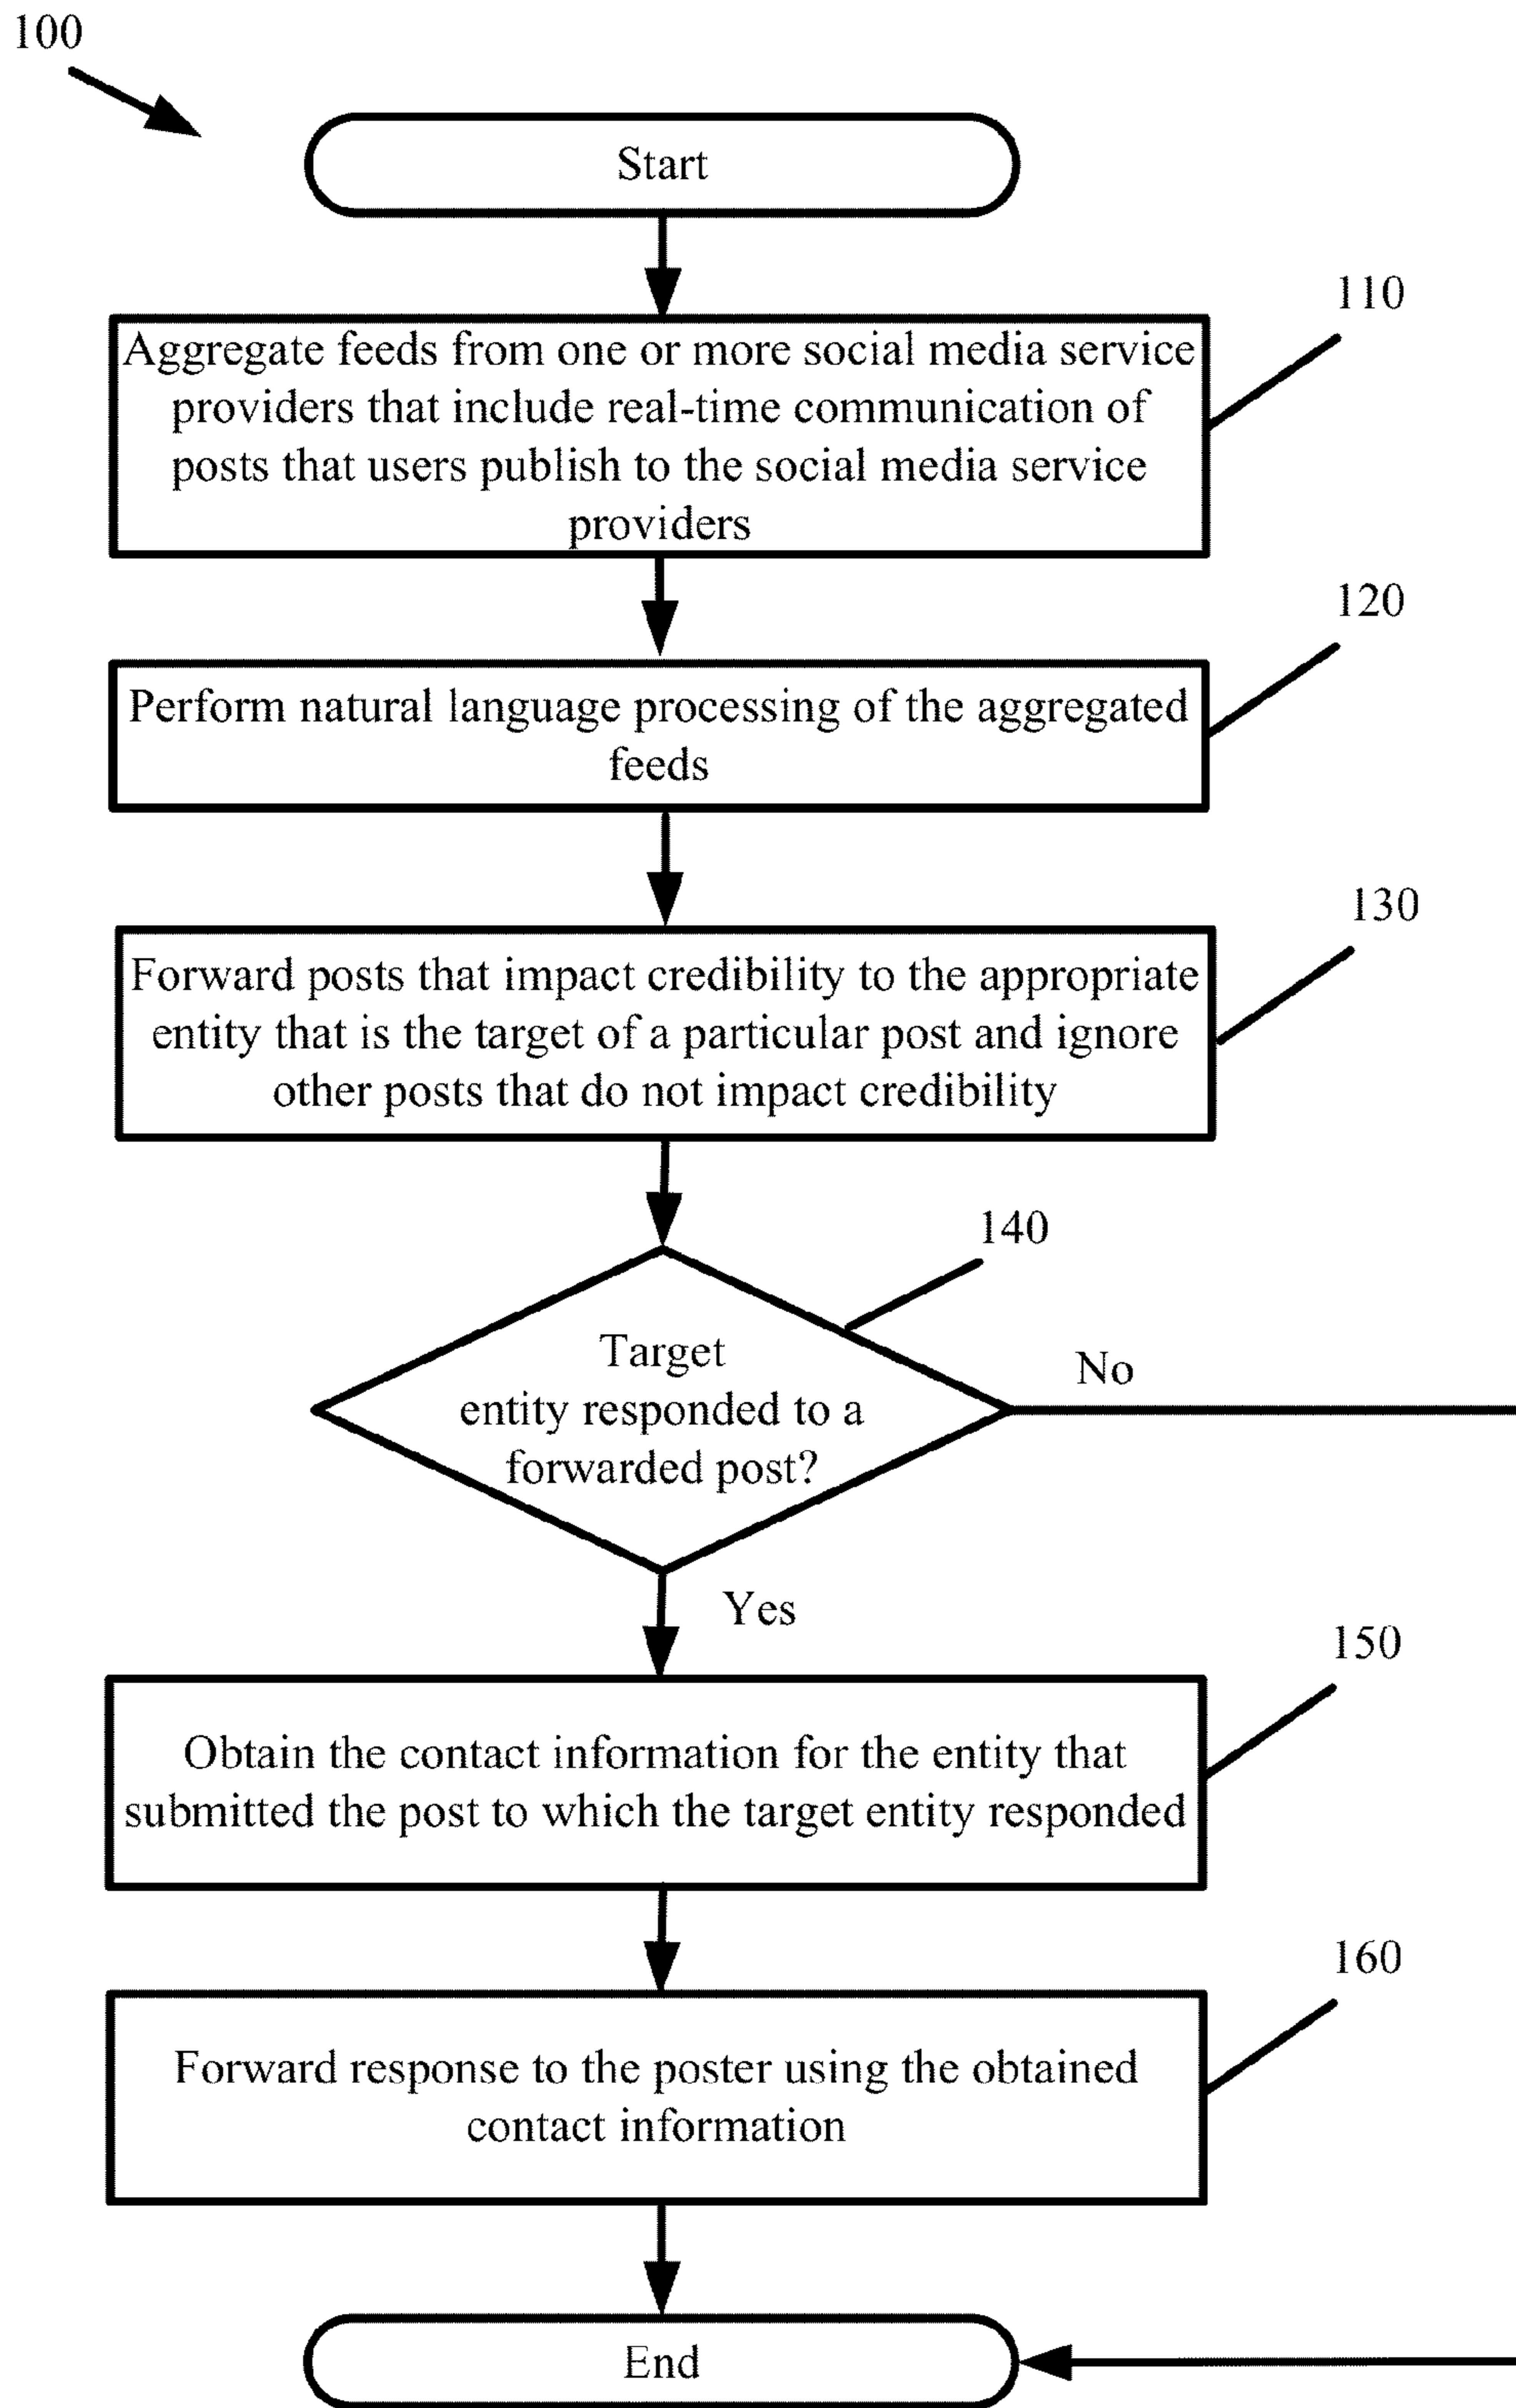 100
Start
110
Aggregate feeds from one or more social media service
providers that include real-time communication of
posts that users publish to the social media service
providers
120
Perform natural language processing of the aggregated
feeds
130
Forward posts that impact credibility to the appropriate
entity that is the target of a particular post and ignore
other posts that do not impact credibility
140
Target
entity responded to a
forwarded post?
No
Yes
150
Obtain the contact information for the entity that
submitted the post to which the target entity responded
160
Forward response to the poster using the obtained
contact information
End